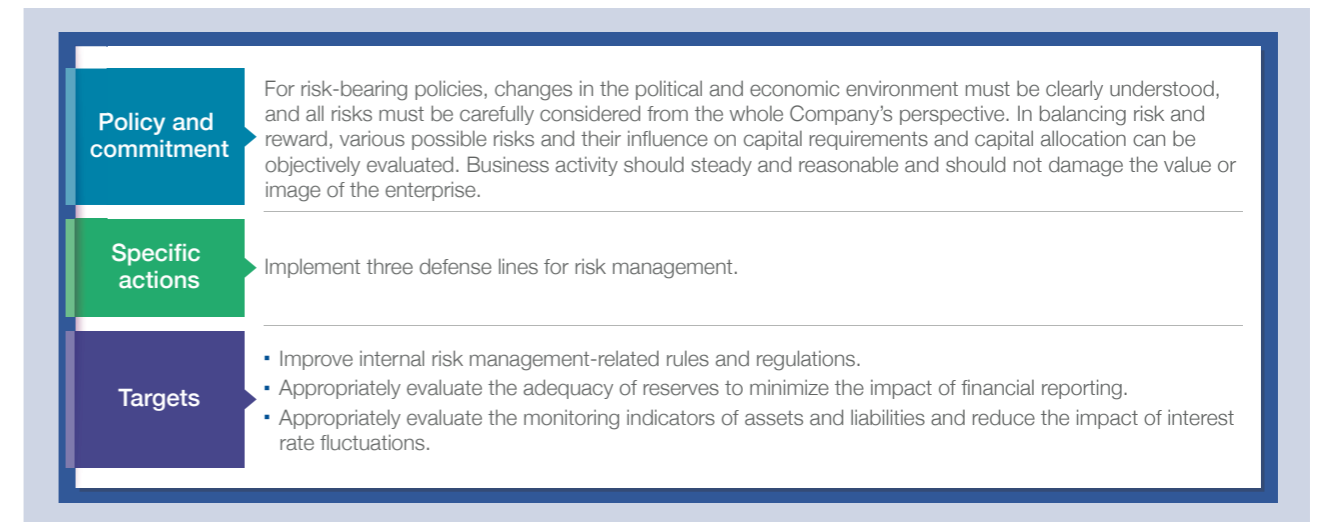 Policy and
commitment
For risk-bearing policies, changes in the political and economic environment must be clearly understood,
and all risks must be carefully considered from the whole Company's perspective. In balancing risk and
reward, various possible risks and their influence on capital requirements and capital allocation can be
objectively evaluated. Business activity should steady and reasonable and should not damage the value or
image of the enterprise.
Specific
actions
Implement three defense lines for risk management.
Targets
▪ Improve internal risk management-related rules and regulations.
▪ Appropriately evaluate the adequacy of reserves to minimize the impact of financial reporting.
▪ Appropriately evaluate the monitoring indicators of assets and liabilities and reduce the impact of interest
rate fluctuations.